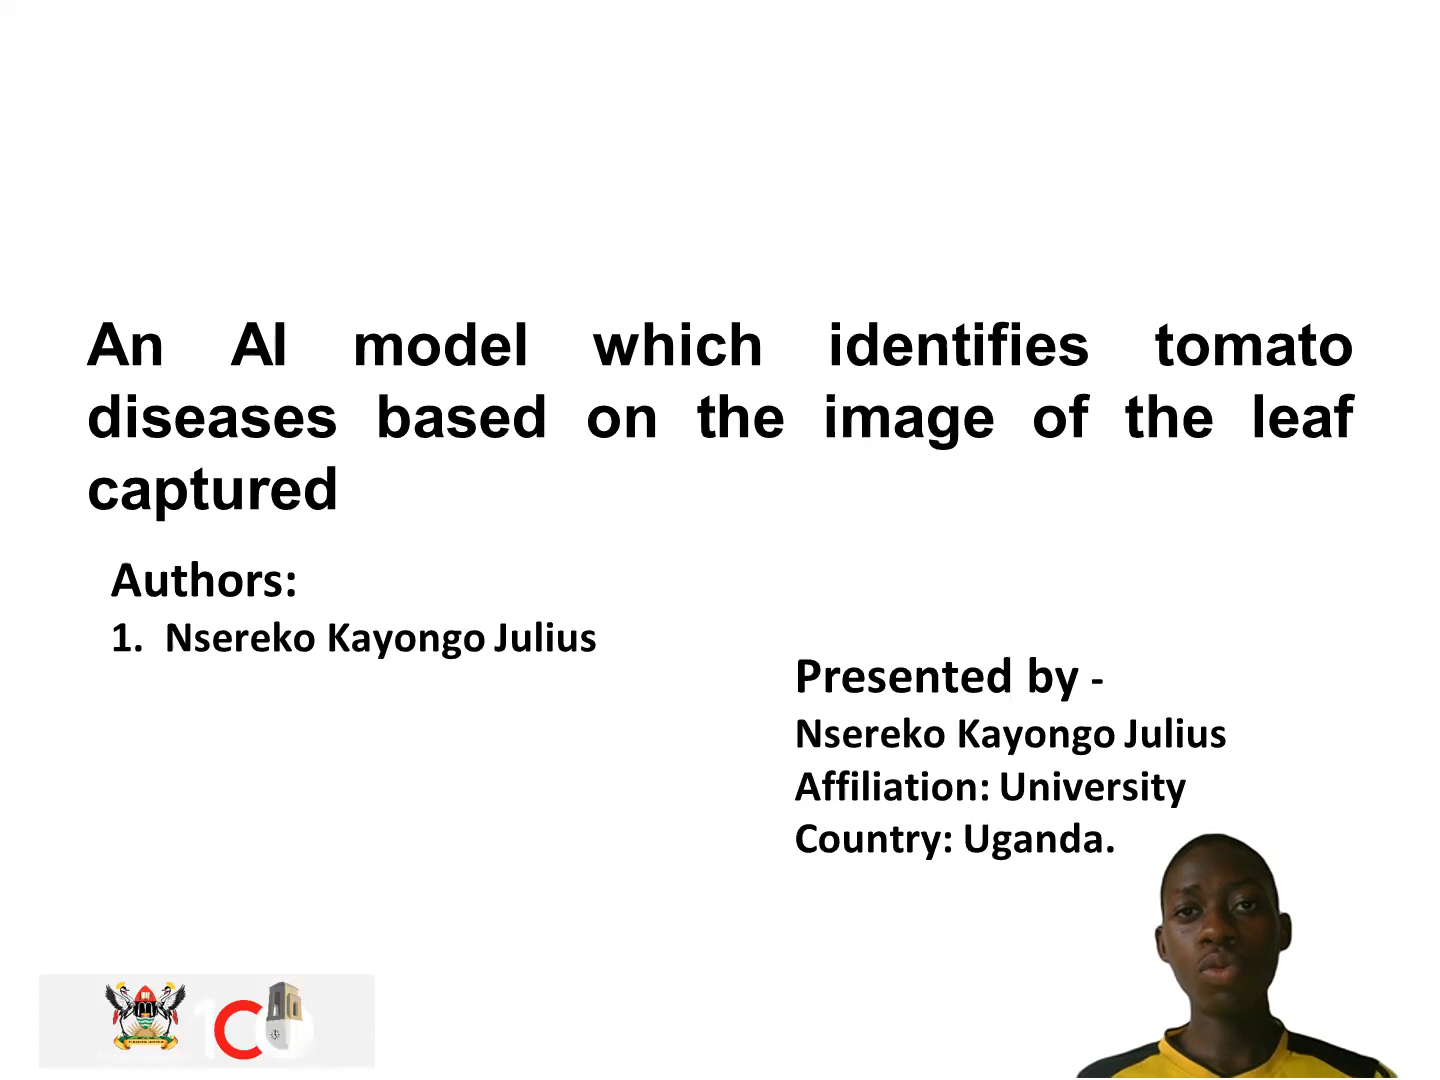 An AI model which identifies tomato
diseases based on the image of the leaf
captured
Authors:
1. Nsereko Kayongo Julius
Presented by -
Nsereko Kayongo Julius
Affiliation: University
Country: Uganda.
100